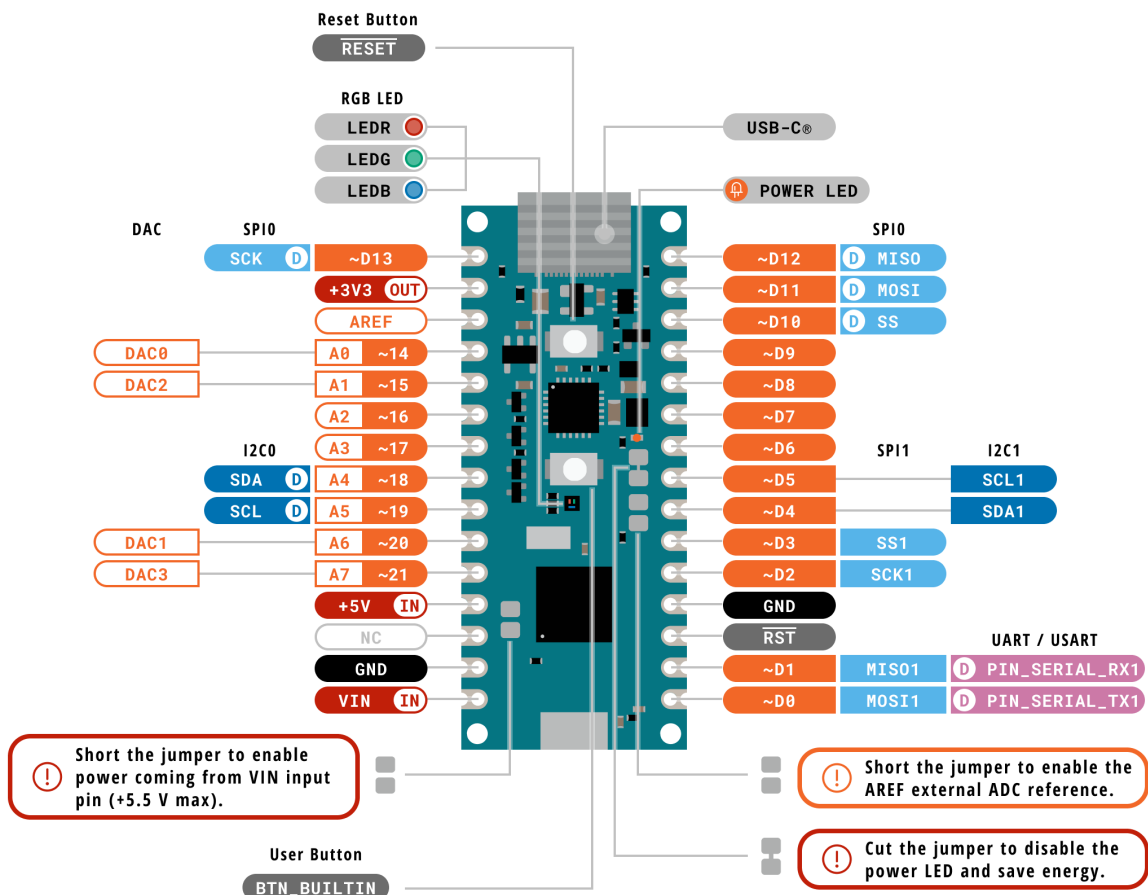 Reset Button
RESET
RGB LED
LEDR
LEDG
LEDB
USB-C®
POWER LED
DAC SPI0 SPI0
SCK D ~D13 ~D12 D MISO
+3V3 OUT ~D11 D MOSI
AREF ~D10 D SS
DAC0 A0 ~14 ~D9
DAC2 A1 ~15 ~D8
A2 ~16 ~D7
A3 ~17 ~D6
I2C0 SPI1 I2C1
SDA D A4 ~18 ~D5 SCL1
SCL D A5 ~19 ~D4 SDA1
DAC1 A6 ~20 ~D3 SS1
DAC3 A7 ~21 ~D2 SCK1
+5V IN GND
NC RST
UART / USART
GND ~D1 MISO1 D PIN_SERIAL_RX1
VIN IN ~D0 MOSI1 D PIN_SERIAL_TX1
Short the jumper to enable
power coming from VIN input
pin (+5.5 V max).
Short the jumper to enable the
AREF external ADC reference.
Cut the jumper to disable the
power LED and save energy.
User Button
BTN_BUILTIN